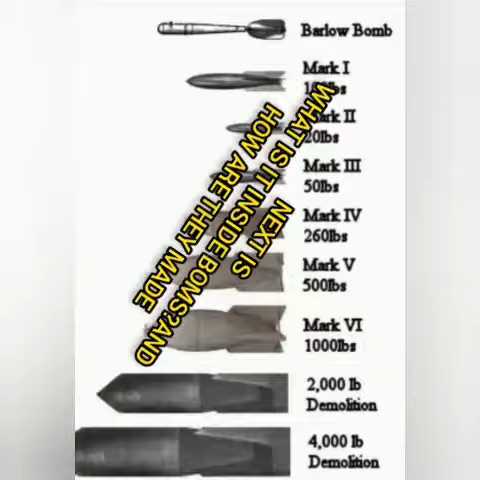 Barlow Bomb
Mark I
Mark II
20lbs
Mark III
50lbs
Mark IV
260lbs
Mark V
500lbs
Mark VI
1000lbs
2,000 lb
Demolition
4,000 lb
Demolition
NEXT IS
WHAT IS IT INSIDE BOMS?AND
HOW ARE THEY MADE